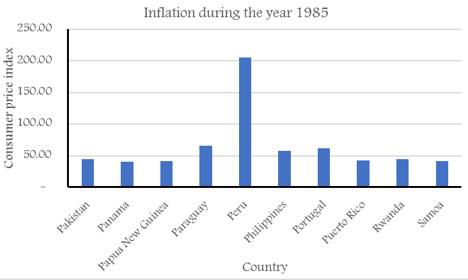 Inflation during the year 1985
Consumer price index
250.00
200.00
150.00
100.00
50.00
-
Pakistan
Panama
Papua New Guinea
Paraguay
Peru
Philippines
Portugal
Puerto Rico
Rwanda
Samoa
Country